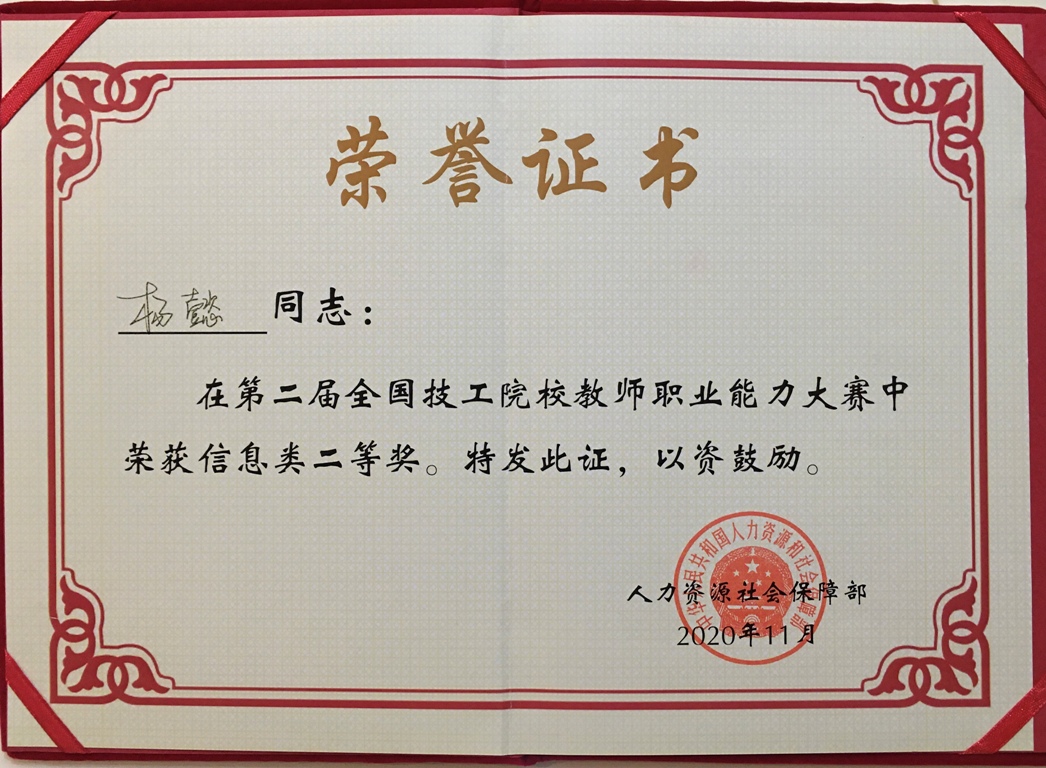 荣誉证书
杨懿 同志：
在第二届全国技工院校教师职业能力大赛中
荣获信息类二等奖。特发此证，以资鼓励。
中华人民共和国人力资源和社会保障部
人力资源社会保障部
2020年11月